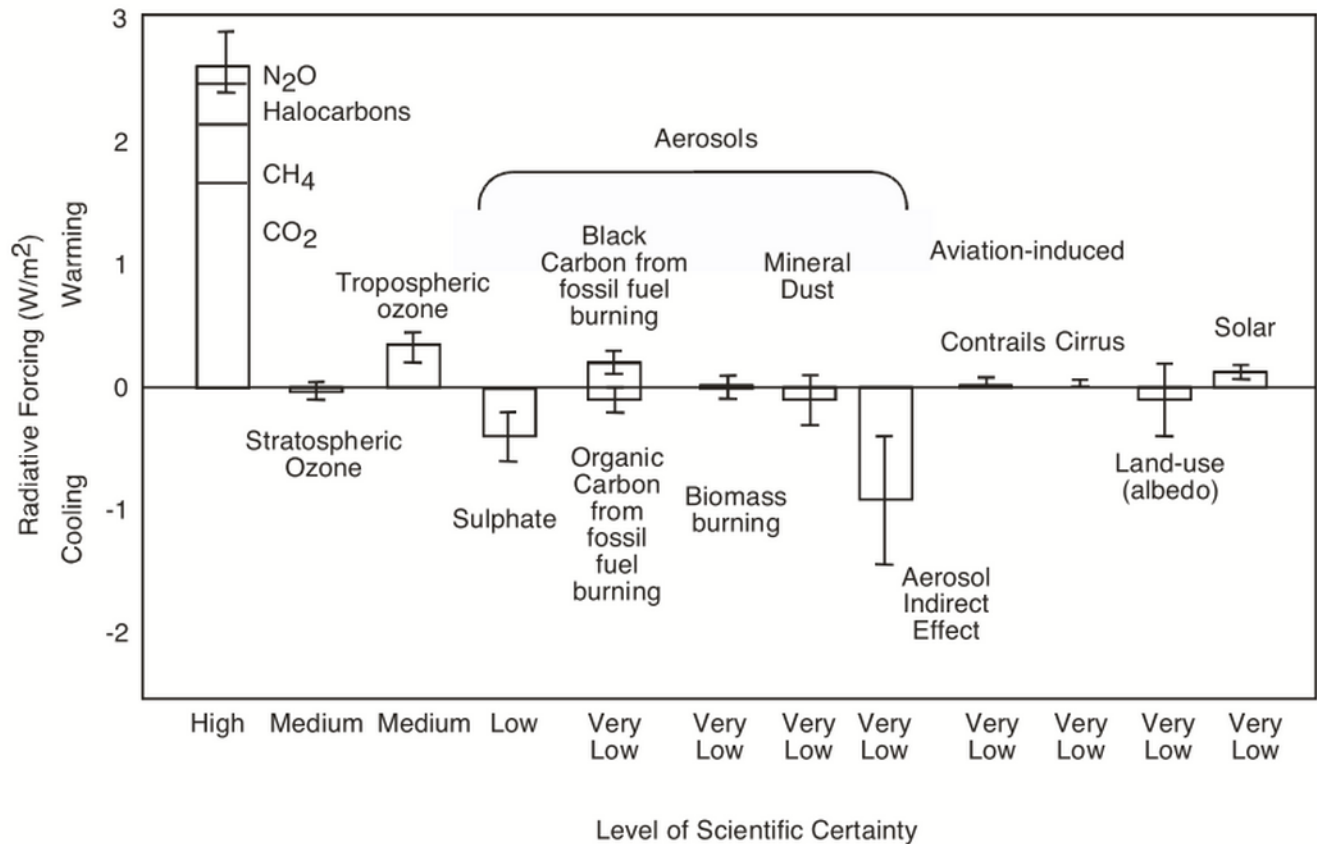 3
2
1
0
-1
-2
Radiative Forcing (W/m²)
Warming
Cooling
N₂O
Halocarbons
CH₄
CO₂
Aerosols
Stratospheric
Ozone
Tropospheric
ozone
Sulphate
Black
Carbon from
fossil fuel
burning
Organic
Carbon
from
fossil
fuel
burning
Biomass
burning
Mineral
Dust
Aerosol
Indirect
Effect
Aviation-induced
Contrails Cirrus
Land-use
(albedo)
Solar
High
Medium
Medium
Low
Very
Low
Very
Low
Very
Low
Very
Low
Very
Low
Very
Low
Very
Low
Very
Low
Level of Scientific Certainty